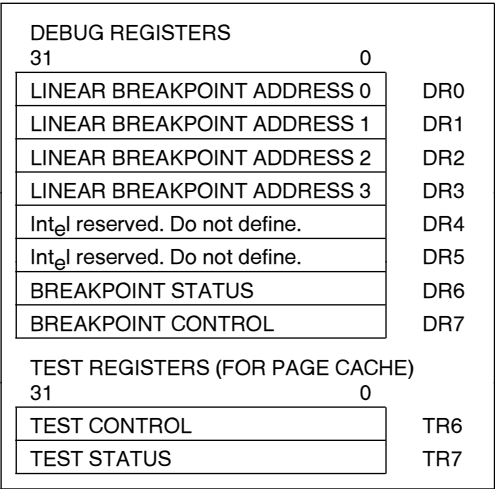 DEBUG REGISTERS
31 0
LINEAR BREAKPOINT ADDRESS 0 DR0
LINEAR BREAKPOINT ADDRESS 1 DR1
LINEAR BREAKPOINT ADDRESS 2 DR2
LINEAR BREAKPOINT ADDRESS 3 DR3
Intel reserved. Do not define. DR4
Intel reserved. Do not define. DR5
BREAKPOINT STATUS DR6
BREAKPOINT CONTROL DR7
TEST REGISTERS (FOR PAGE CACHE)
31 0
TEST CONTROL TR6
TEST STATUS TR7